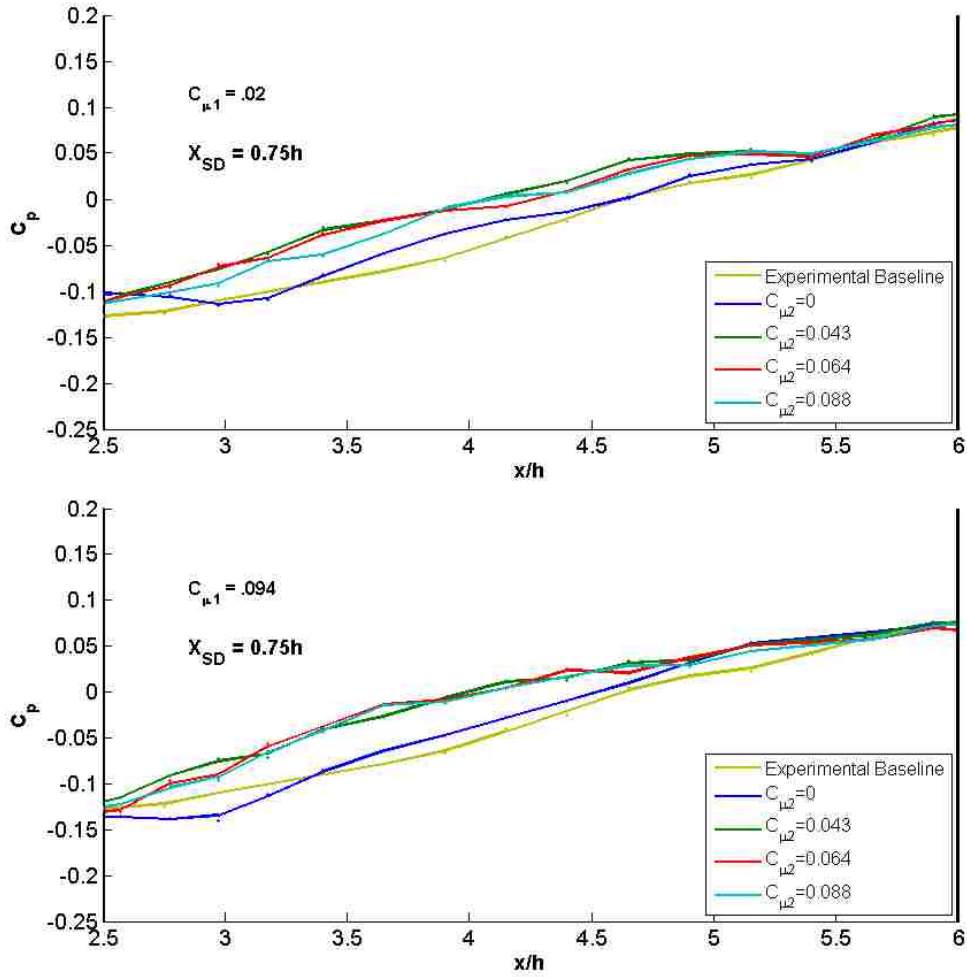 0.2
0.15
0.1
0.05
0
-0.05
-0.1
-0.15
-0.2
-0.25
C_p
C_μ1 = .02
X_SD = 0.75h
Experimental Baseline
C_μ2=0
C_μ2=0.043
C_μ2=0.064
C_μ2=0.088
2.5 3 3.5 4 4.5 5 5.5 6
x/h
0.2
0.15
0.1
0.05
0
-0.05
-0.1
-0.15
-0.2
-0.25
C_p
C_μ1 = .094
X_SD = 0.75h
Experimental Baseline
C_μ2=0
C_μ2=0.043
C_μ2=0.064
C_μ2=0.088
2.5 3 3.5 4 4.5 5 5.5 6
x/h